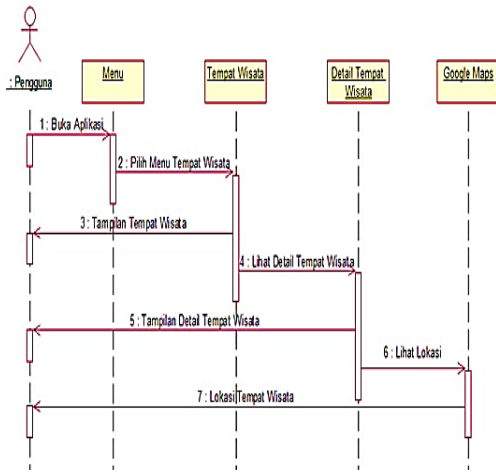 : Pengguna
Menu
Tempat Wisata
Detail Tempat
Wisata
Google Maps
1 : Buka Aplikasi
2 : Pilih Menu Tempat Wisata
3 : Tampilan Tempat Wisata
4 : Lihat Detail Tempat Wisata
5 : Tampilan Detail Tempat Wisata
6 : Lihat Lokasi
7 : Lokasi Tempat Wisata